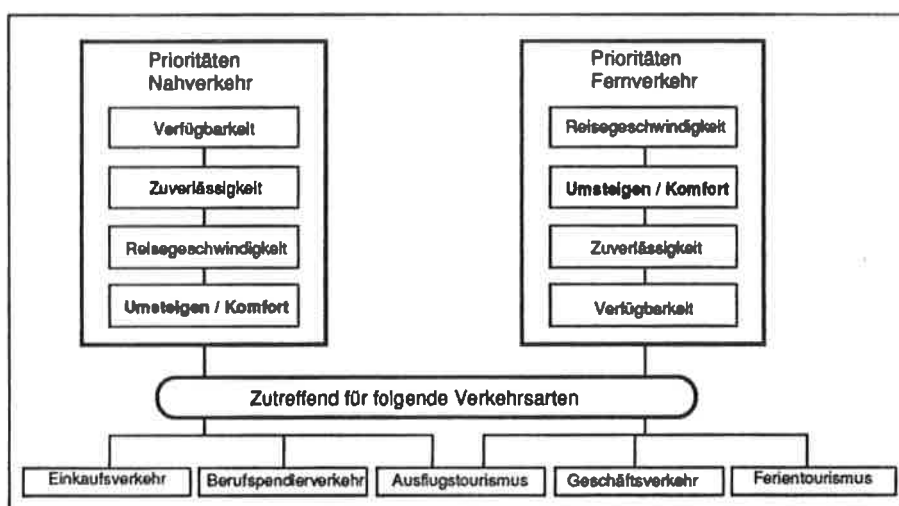 Prioritäten
Nahverkehr
Verfügbarkeit
Zuverlässigkeit
Reisegeschwindigkeit
Umsteigen / Komfort
Prioritäten
Fernverkehr
Reisegeschwindigkeit
Umsteigen / Komfort
Zuverlässigkeit
Verfügbarkeit
Zutreffend für folgende Verkehrsarten
Einkaufsverkehr
Berufspendlerverkehr
Ausflugstourismus
Geschäftsverkehr
Ferientourismus